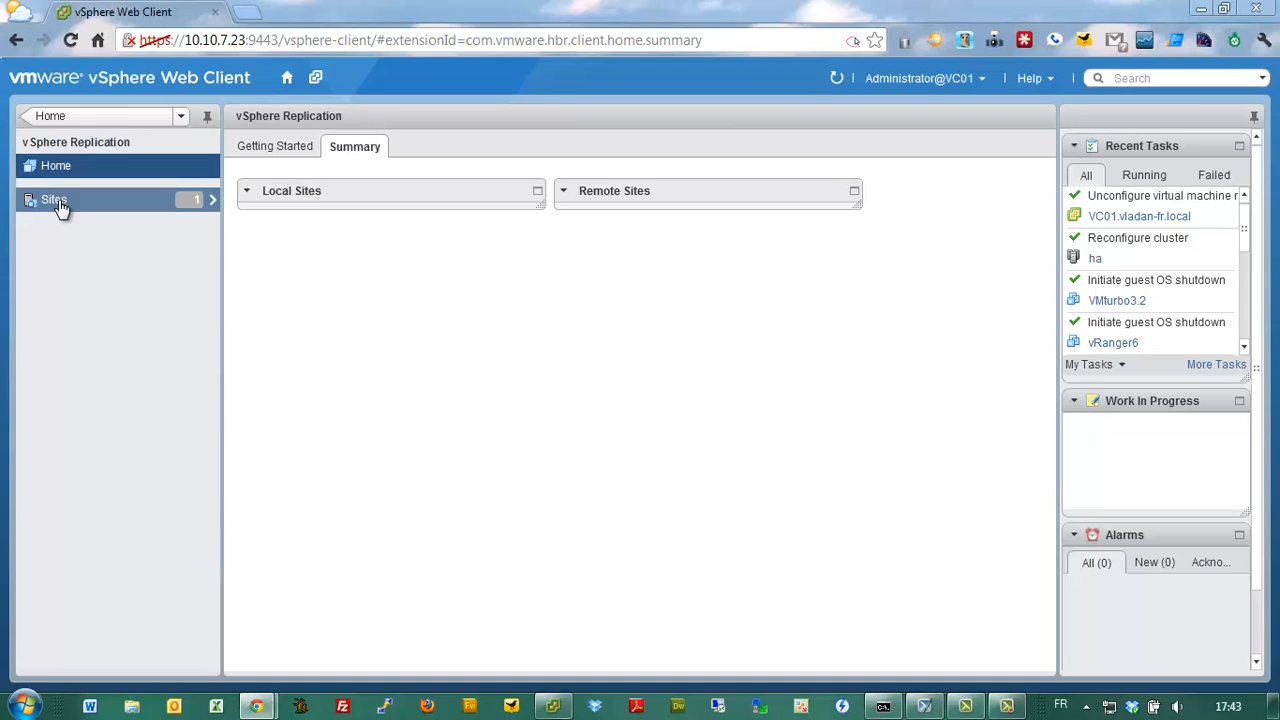 vSphere Web Client
https://10.10.7.23:9443/vsphere-client/#extensionId=com.vmware.hbr.client.home.summary
vmware® vSphere Web Client
Administrator@VC01
Help
Search
Home
vSphere Replication
Home
Sites
1
vSphere Replication
Getting Started
Summary
Local Sites
Remote Sites
Recent Tasks
All
Running
Failed
Unconfigure virtual machine r
VC01.vladan-fr.local
Reconfigure cluster
ha
Initiate guest OS shutdown
VMturbo3.2
Initiate guest OS shutdown
vRanger6
My Tasks
More Tasks
Work In Progress
Alarms
All (0)
New (0)
Ackno...
FR
17:43